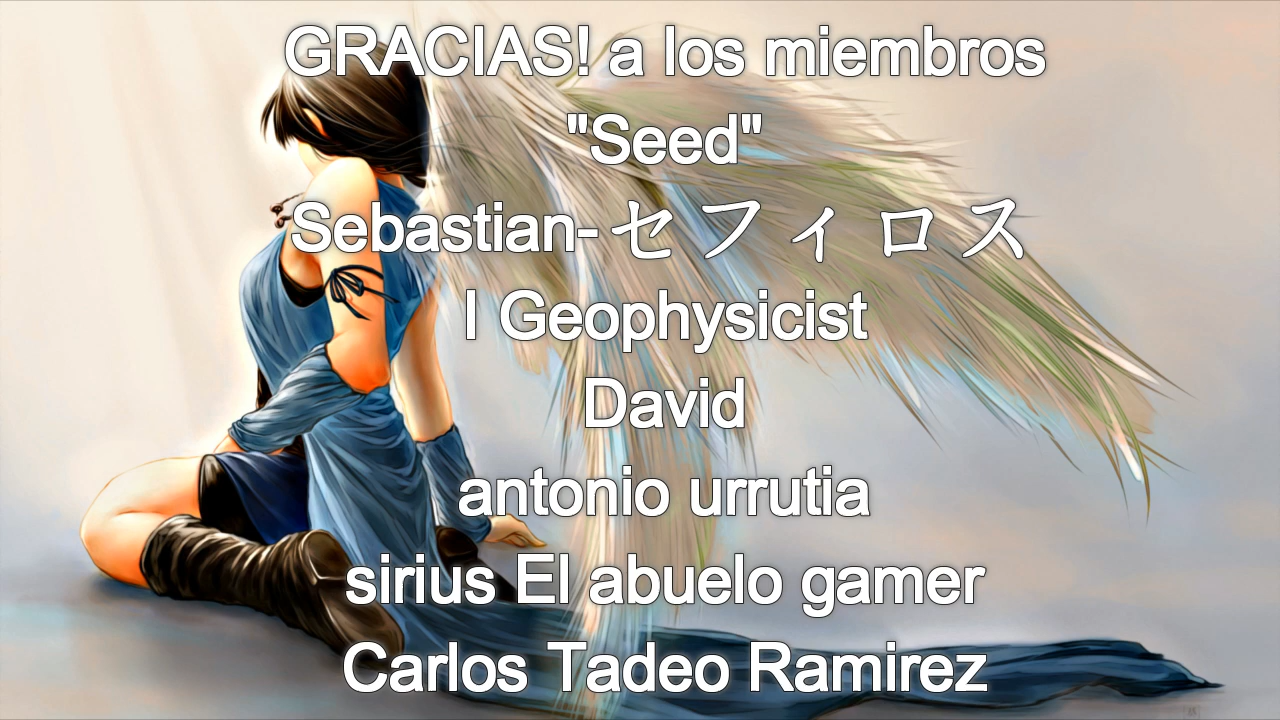 GRACIAS! a los miembros
"Seed"
Sebastian-セフィロス
I Geophysicist
David
antonio urrutia
sirius El abuelo gamer
Carlos Tadeo Ramirez